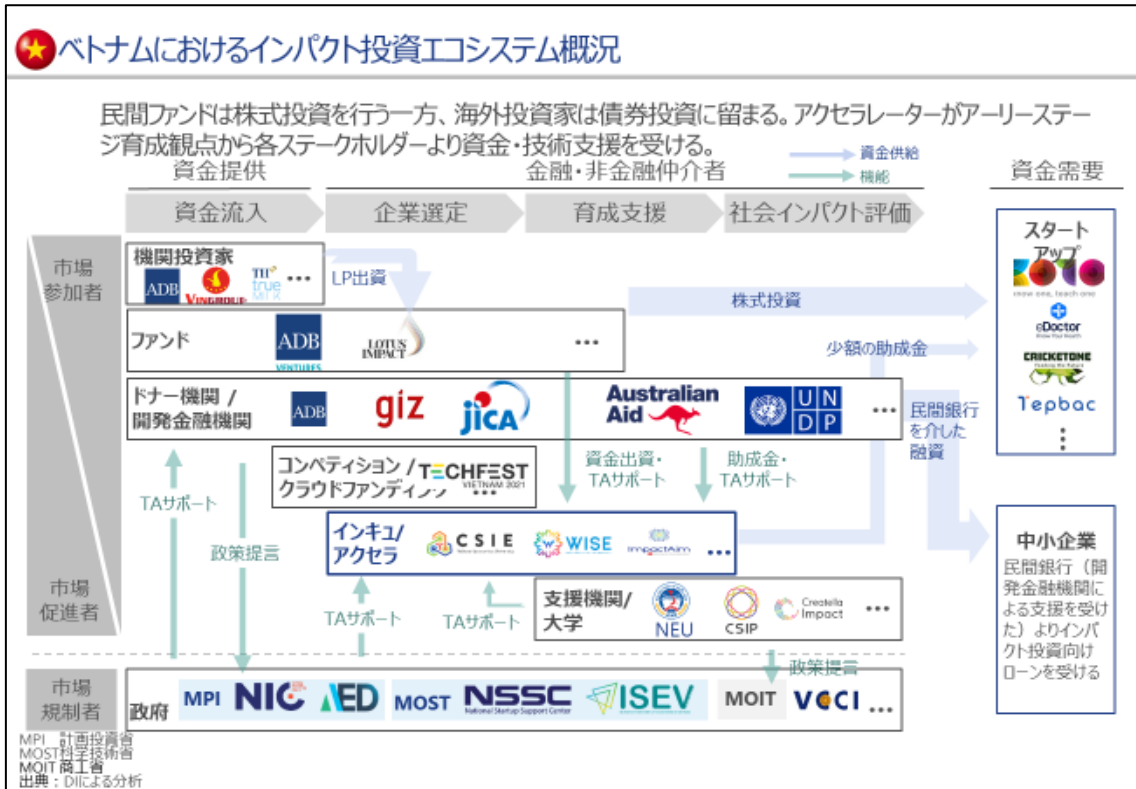 ベトナムにおけるインパクト投資エコシステム概況
民間ファンドは株式投資を行う一方、海外投資家は債券投資に留まる。アクセラレーターがアーリーステー
ジ育成観点から各ステークホルダーより資金・技術支援を受ける。
資金供給
機能
資金提供
金融・非金融仲介者
資金需要
資金流入
企業選定
育成支援
社会インパクト評価
市場
参加者
機関投資家
ADB
VINGROUP
TH
true
MILK
...
LP出資
株式投資
ファンド
ADB
VENTURES
LOTUS
IMPACT
...
少額の助成金
ドナー機関 /
開発金融機関
ADB
giz
jica
Australian
Aid
UN
DP
...
民間銀行
を介した
融資
スタート
アップ
KOTO
know one, teach one
eDoctor
CRICKETONE
Tepbac
TAサポート
政策提言
コンペティション /
クラウドファンディング
TECHFEST
VIETNAM 2021
...
資金出資・
TAサポート
助成金・
TAサポート
インキュ/
アクセラ
CSIE
WISE
ImpactAim
...
TAサポート
TAサポート
市場
促進者
支援機関/
大学
NEU
CSIP
Creatella
Impact
...
政策提言
中小企業
民間銀行（開
発金融機関に
よる支援を受け
た）よりインパ
クト投資向け
ローンを受ける
市場
規制者
政府
MPI
NIC
AED
MOST
NSSC
National Startup Support Center
ISEV
MOIT
VCCI
...
MPI 計画投資省
MOST科学技術省
MOIT 商工省
出典：DIによる分析